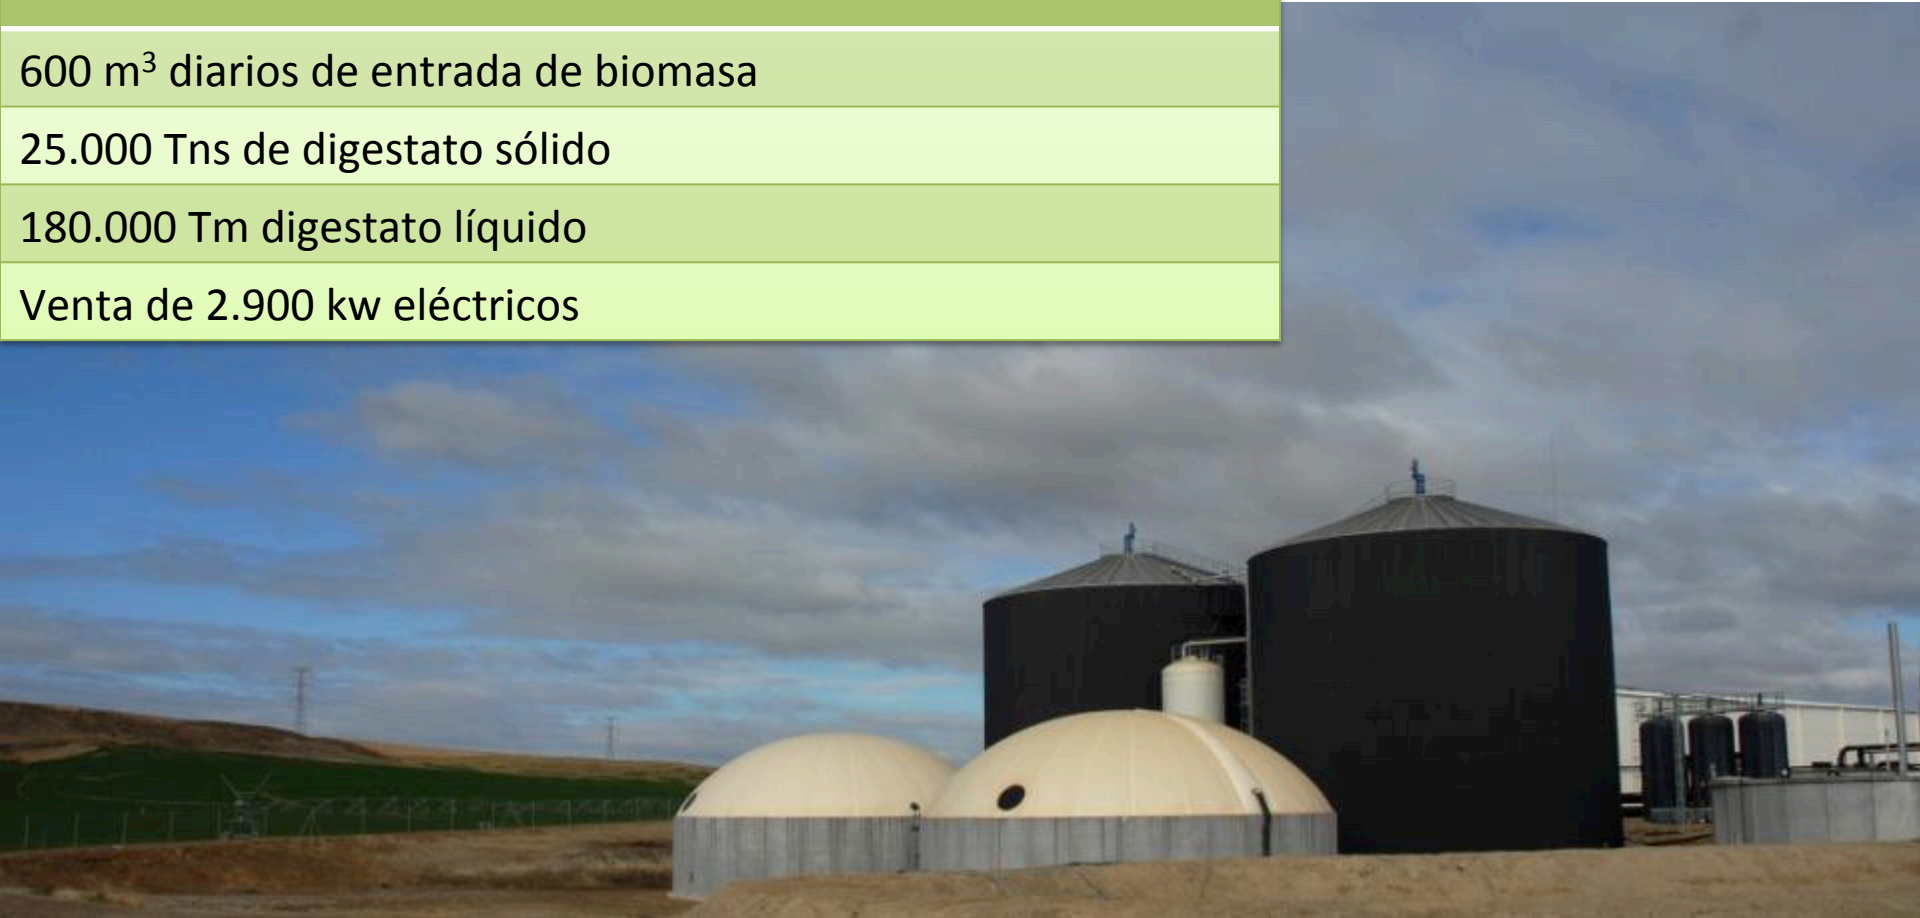 600 m³ diarios de entrada de biomasa
25.000 Tns de digestato sólido
180.000 Tm digestato líquido
Venta de 2.900 kw eléctricos